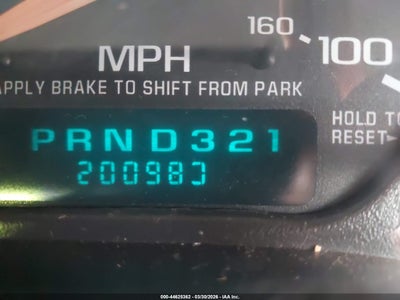 160
100
MPH
APPLY BRAKE TO SHIFT FROM PARK
HOLD TO
RESET
PRND321
000-44625362 - 03/30/2026 - IAA Inc.